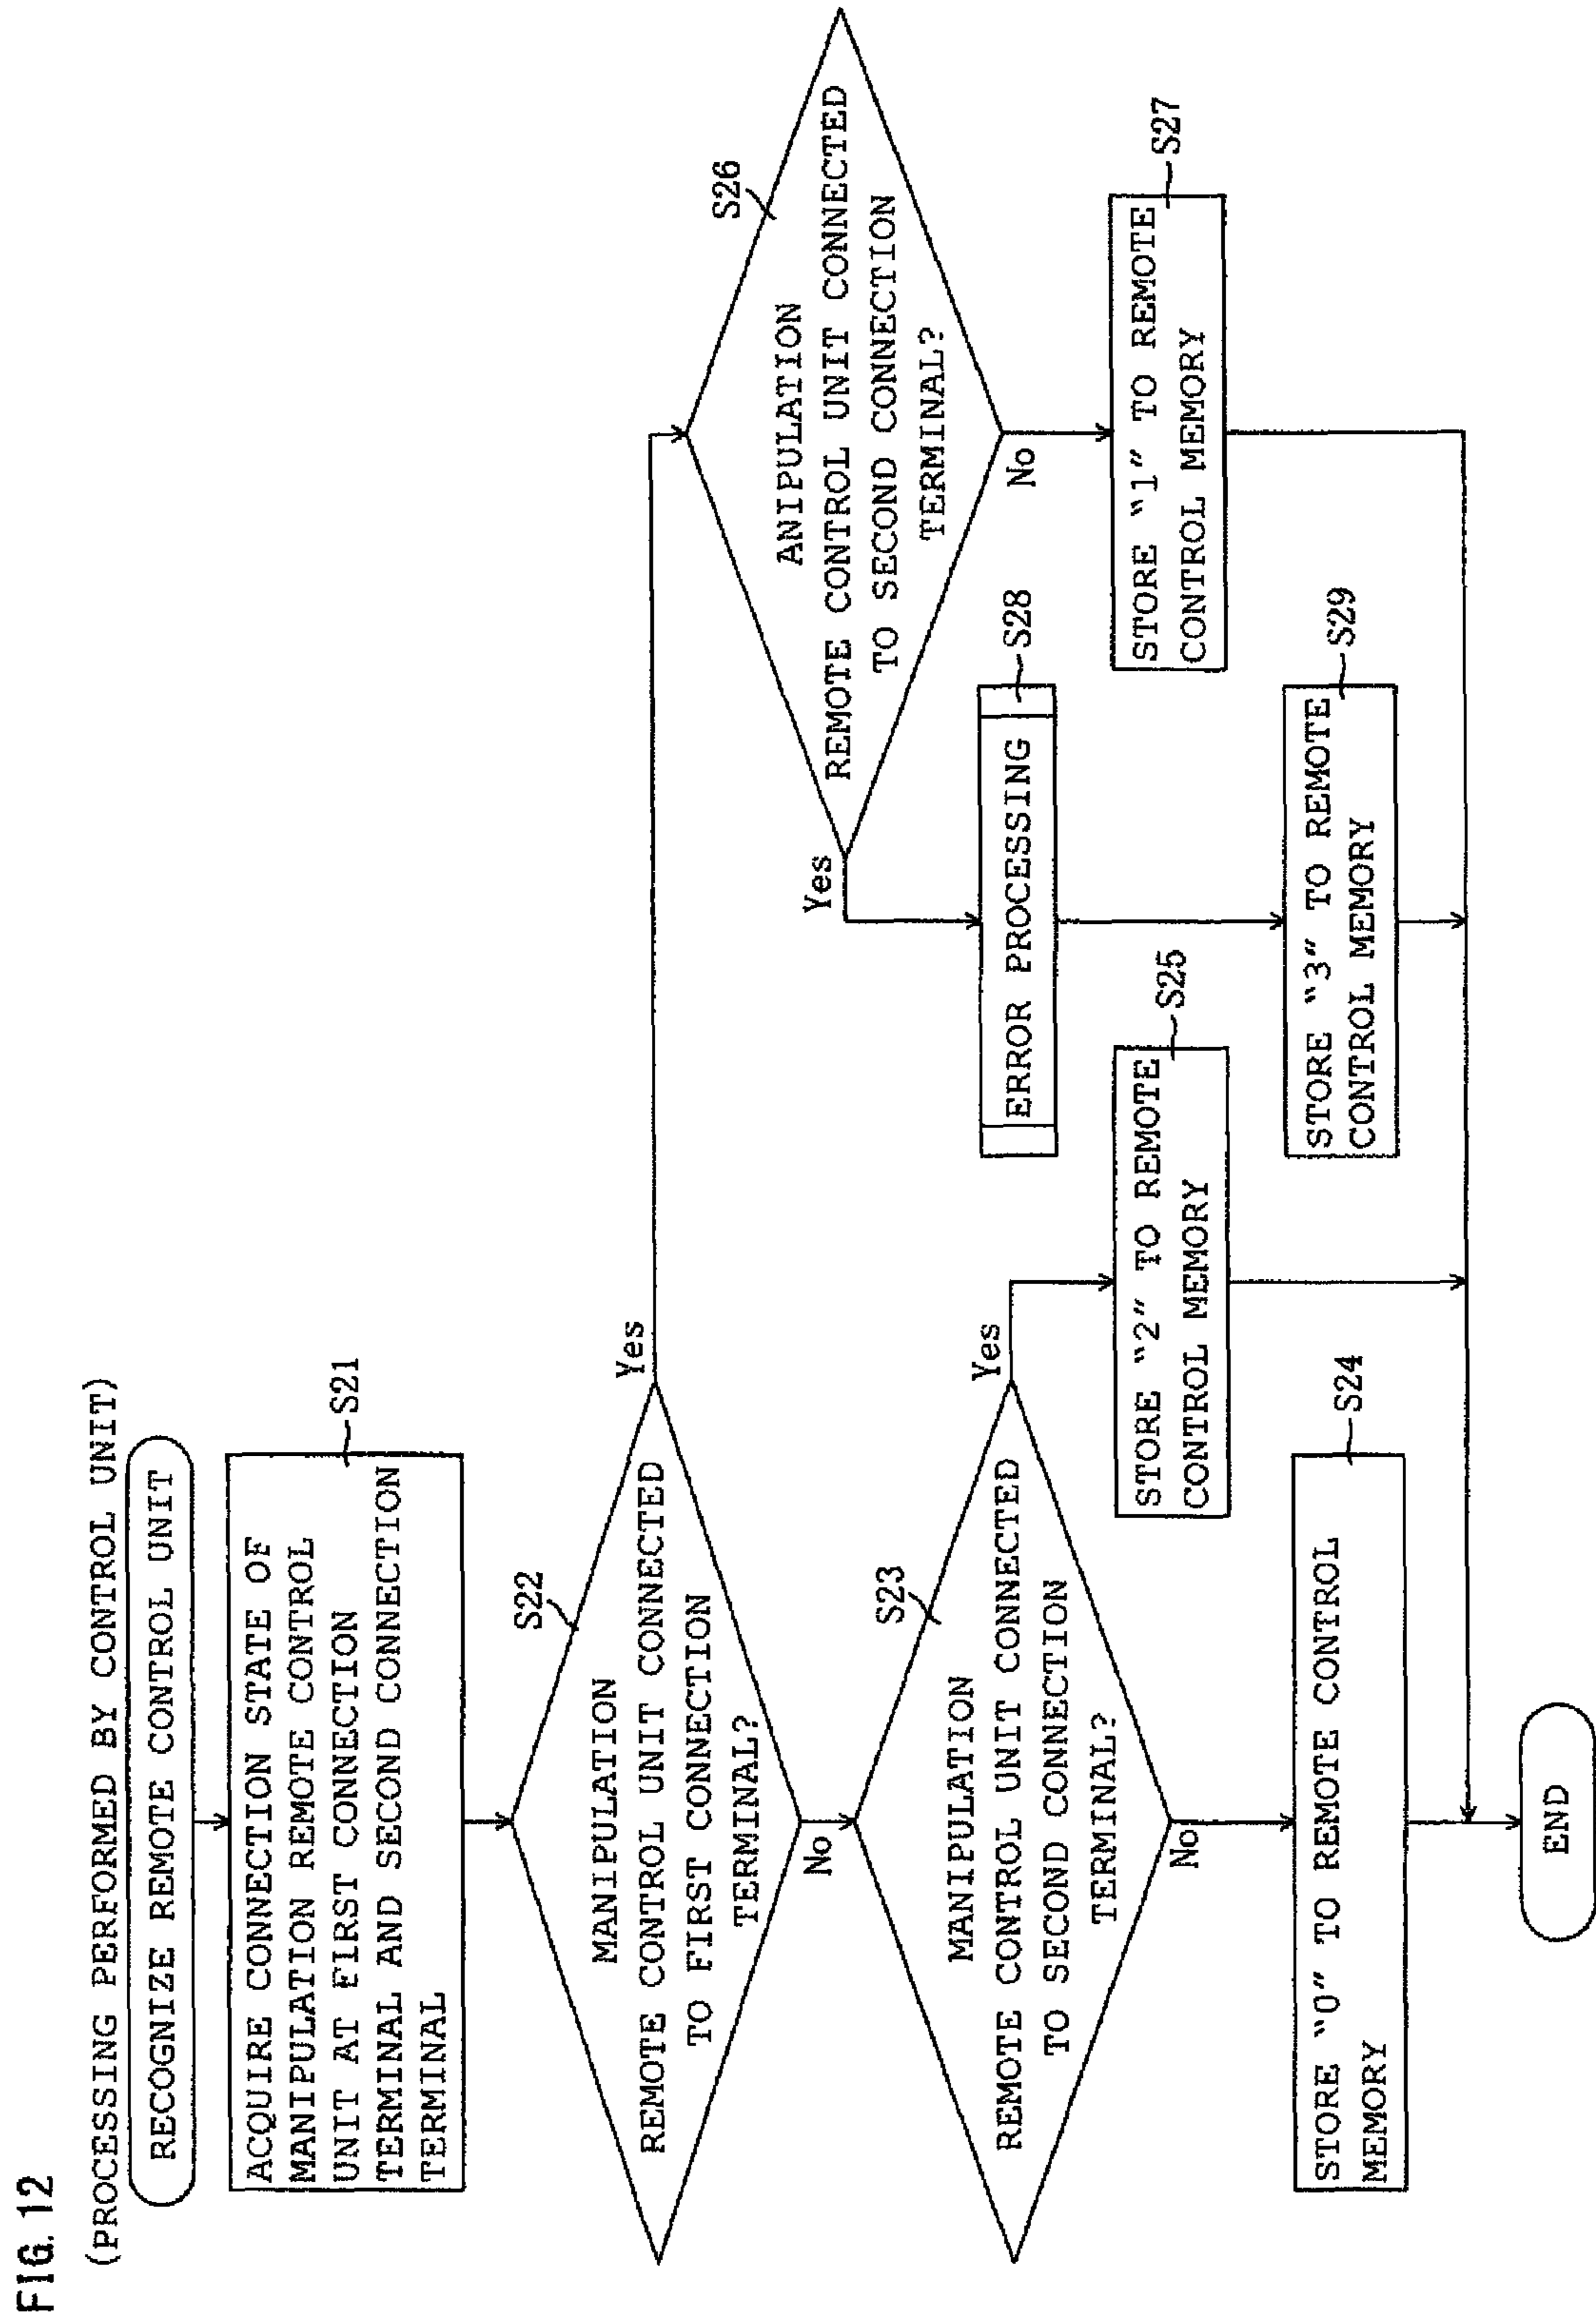 FIG. 12
(PROCESSING PERFORMED BY CONTROL UNIT)
RECOGNIZE REMOTE CONTROL UNIT
ACQUIRE CONNECTION STATE OF
MANIPULATION REMOTE CONTROL
UNIT AT FIRST CONNECTION
TERMINAL AND SECOND CONNECTION
TERMINAL
S21
MANIPULATION
REMOTE CONTROL UNIT CONNECTED
TO FIRST CONNECTION
TERMINAL?
S22
Yes
No
MANIPULATION
REMOTE CONTROL UNIT CONNECTED
TO SECOND CONNECTION
TERMINAL?
S23
Yes
No
STORE "0" TO REMOTE CONTROL
MEMORY
S24
STORE "2" TO REMOTE
CONTROL MEMORY
S25
ANIPULATION
REMOTE CONTROL UNIT CONNECTED
TO SECOND CONNECTION
TERMINAL?
S26
Yes
No
ERROR PROCESSING
S28
STORE "1" TO REMOTE
CONTROL MEMORY
S27
STORE "3" TO REMOTE
CONTROL MEMORY
S29
END